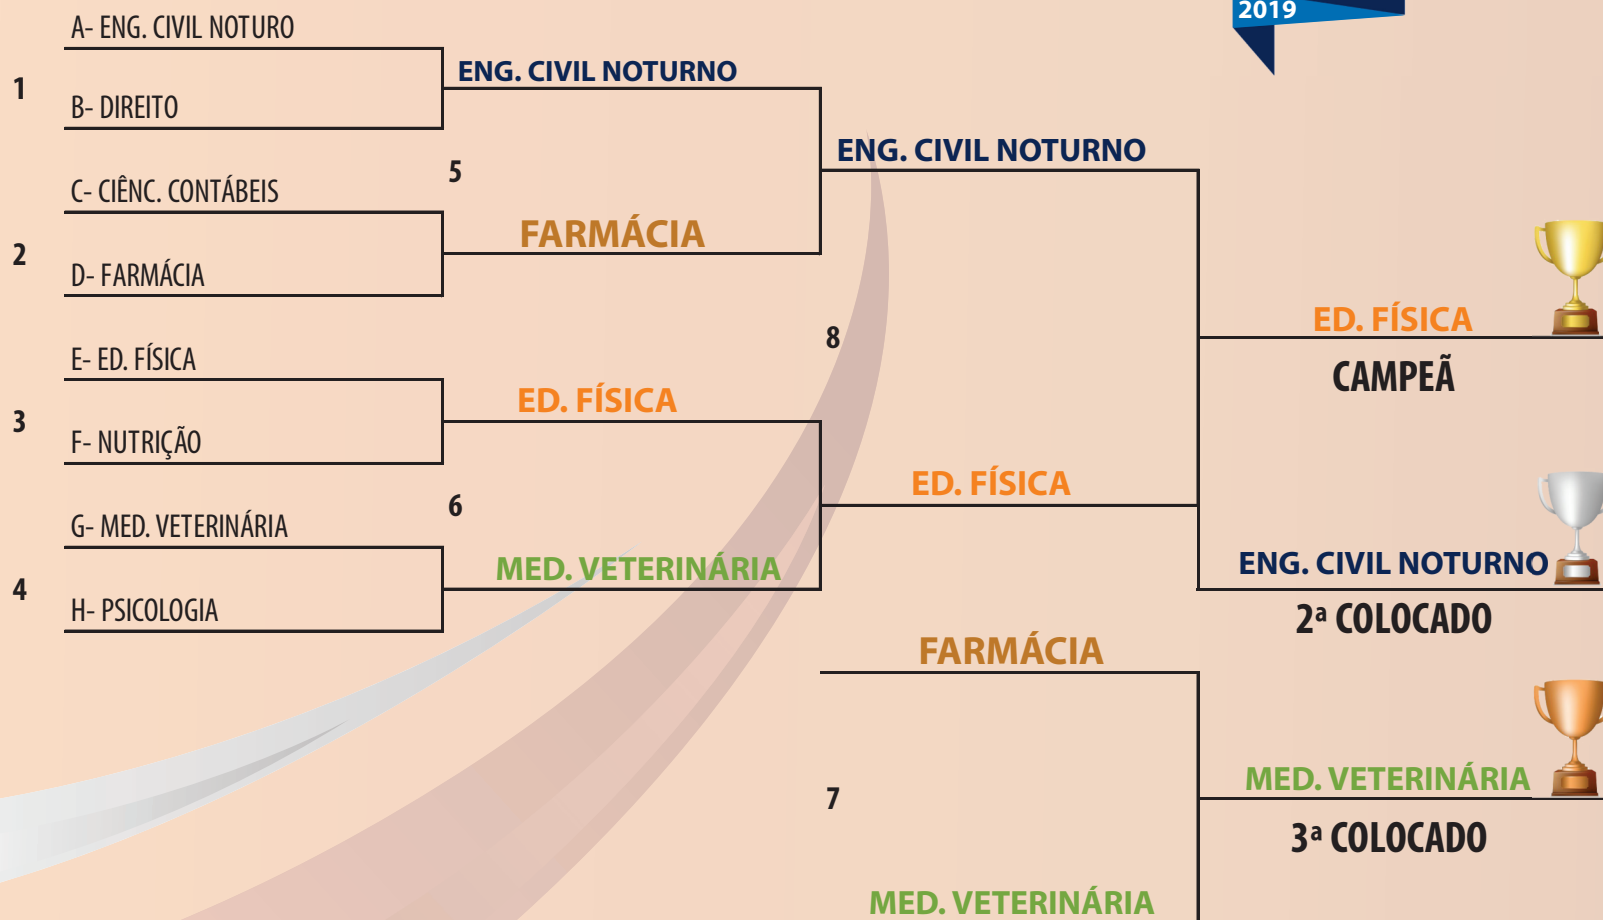 2019
A- ENG. CIVIL NOTURO
1
ENG. CIVIL NOTURNO
B- DIREITO
ENG. CIVIL NOTURNO
5
C- CIÊNC. CONTÁBEIS
2
FARMÁCIA
D- FARMÁCIA
8
ED. FÍSICA
CAMPEÃ
E- ED. FÍSICA
3
ED. FÍSICA
F- NUTRIÇÃO
ED. FÍSICA
6
G- MED. VETERINÁRIA
4
MED. VETERINÁRIA
H- PSICOLOGIA
ENG. CIVIL NOTURNO
2ª COLOCADO
FARMÁCIA
7
MED. VETERINÁRIA
3ª COLOCADO
MED. VETERINÁRIA